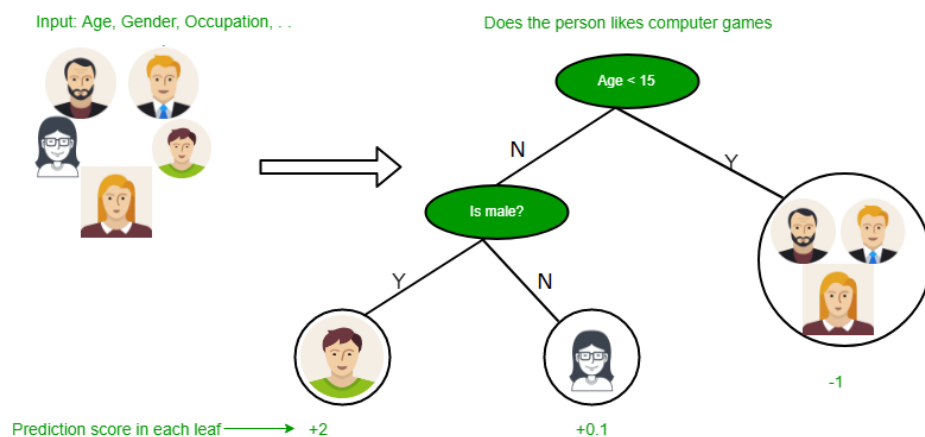 Input: Age, Gender, Occupation, . .
Does the person likes computer games
Age < 15
N
Y
Is male?
Y
N
-1
Prediction score in each leaf
+2
+0.1